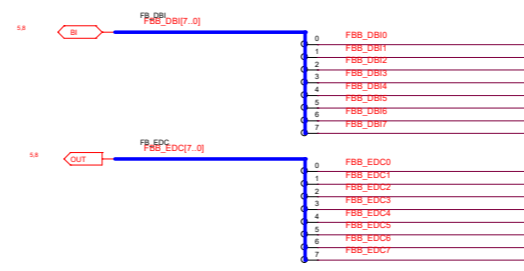 FB_DBI
5,8 BI FBB_DBI[7..0]
0 FBB_DBI0
1 FBB_DBI1
2 FBB_DBI2
3 FBB_DBI3
4 FBB_DBI4
5 FBB_DBI5
6 FBB_DBI6
7 FBB_DBI7
FB_EDC
5,8 OUT FBB_EDC[7..0]
0 FBB_EDC0
1 FBB_EDC1
2 FBB_EDC2
3 FBB_EDC3
4 FBB_EDC4
5 FBB_EDC5
6 FBB_EDC6
7 FBB_EDC7